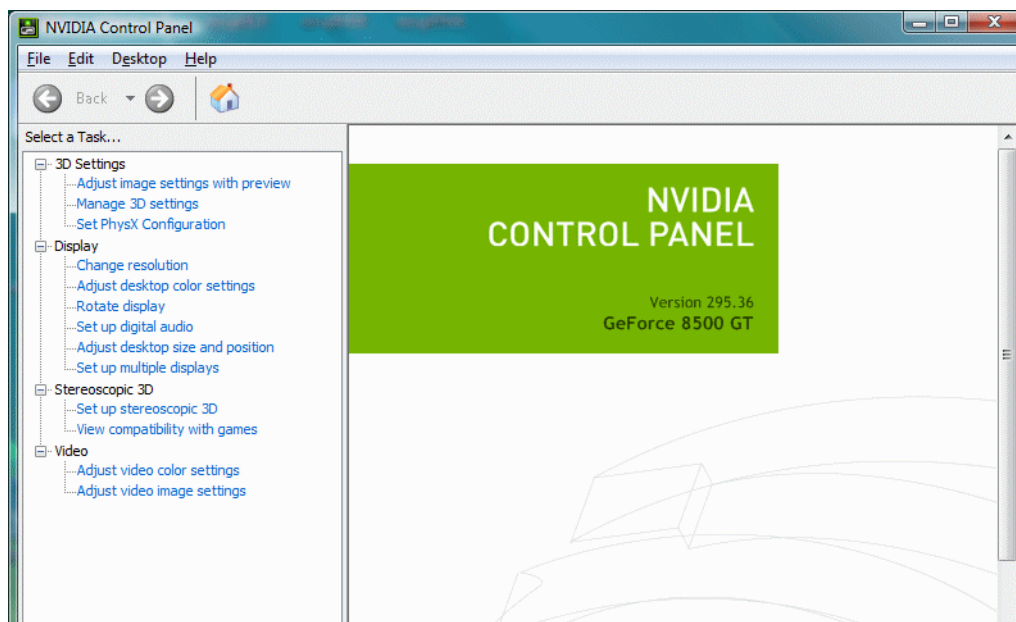 NVIDIA Control Panel
File Edit Desktop Help
Back
Select a Task...
3D Settings
Adjust image settings with preview
Manage 3D settings
Set PhysX Configuration
Display
Change resolution
Adjust desktop color settings
Rotate display
Set up digital audio
Adjust desktop size and position
Set up multiple displays
Stereoscopic 3D
Set up stereoscopic 3D
View compatibility with games
Video
Adjust video color settings
Adjust video image settings
NVIDIA
CONTROL PANEL
Version 295.36
GeForce 8500 GT